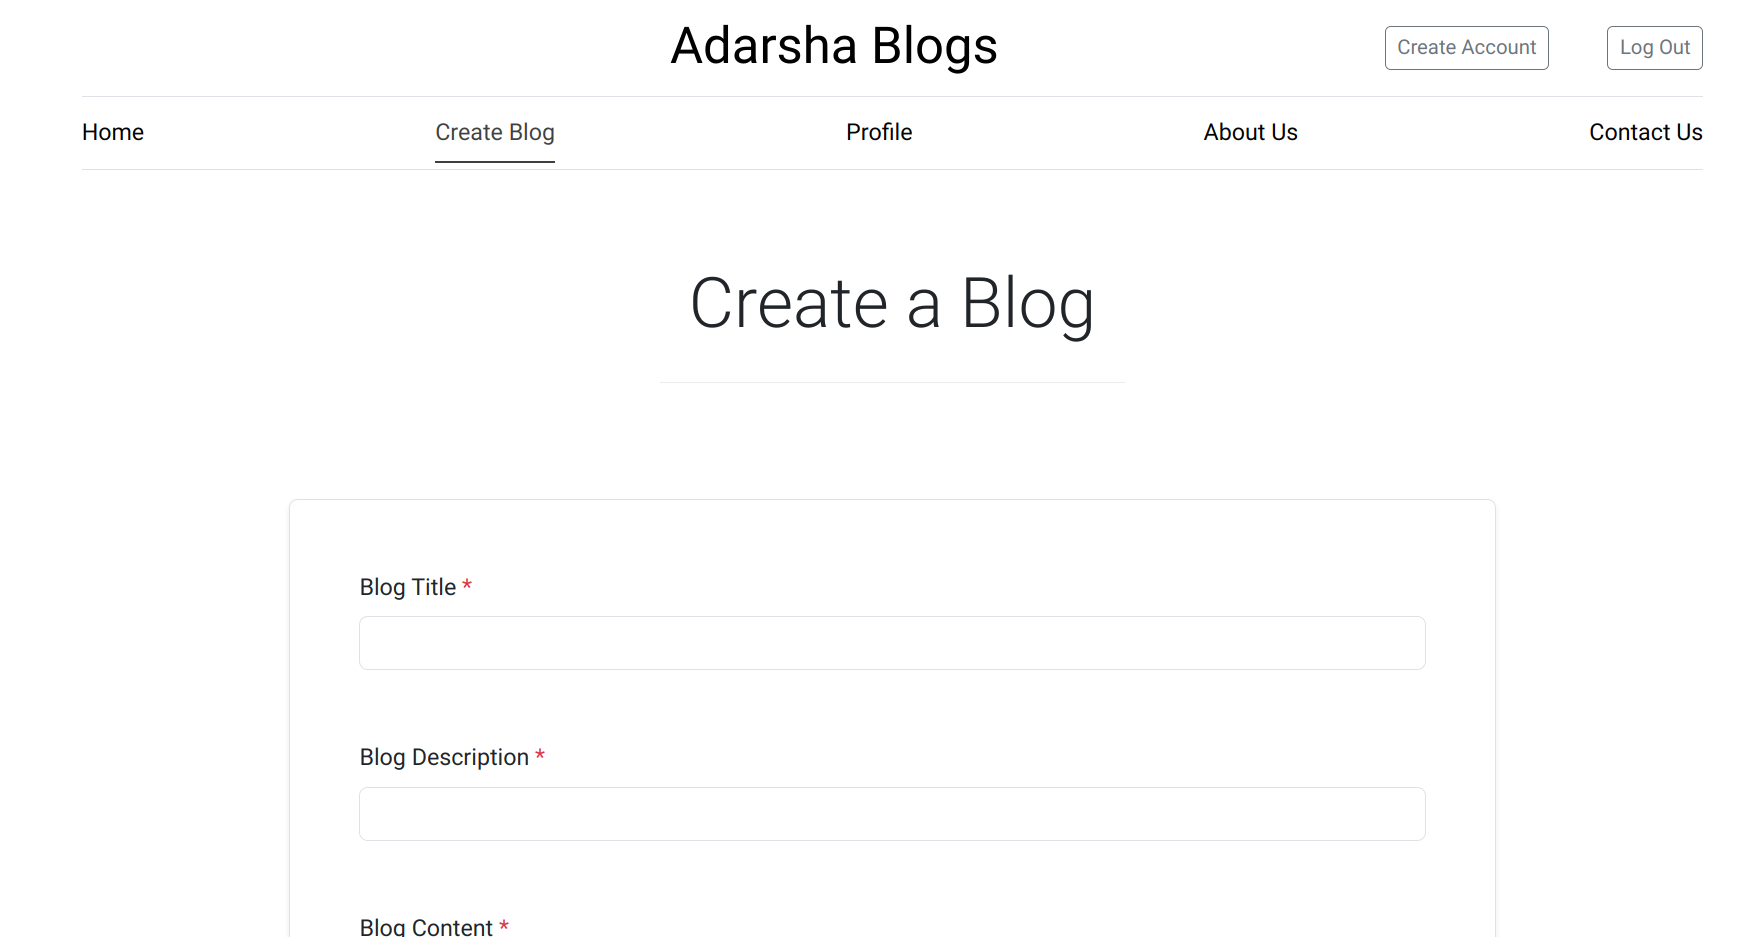 Adarsha Blogs
Create Account
Log Out
Home
Create Blog
Profile
About Us
Contact Us
Create a Blog
Blog Title *
Blog Description *
Blog Content *